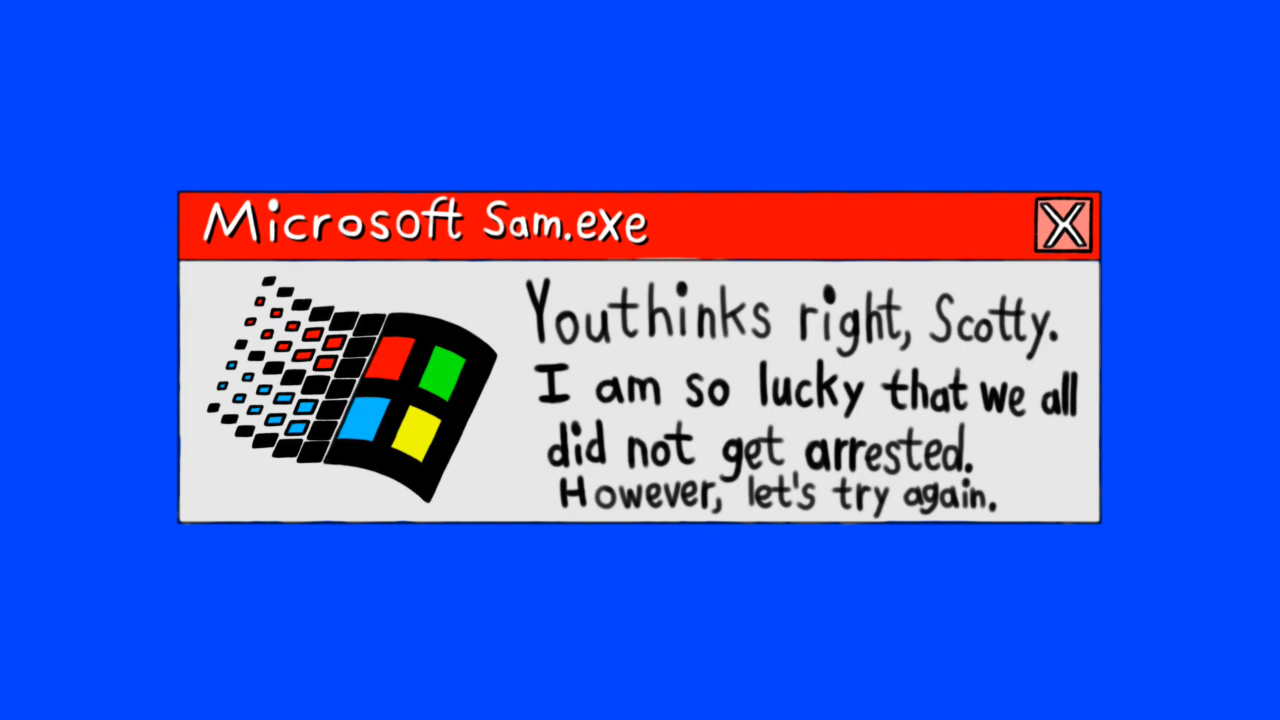 Microsoft Sam.exe
X
Youthinks right, Scotty.
I am so lucky that we all
did not get arrested.
However, let's try again.